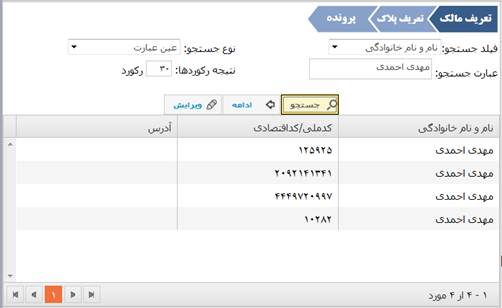 تعریف مالک تعریف پلاک پرونده
فیلد جستجو: نام و نام خانوادگی نوع جستجو: عین عبارت
عبارت جستجو: مهدی احمدی نتیجه رکوردها: ۳۰ رکورد
جستجو ادامه ویرایش
نام و نام خانوادگی کدملی/کداقتصادی آدرس
مهدی احمدی ۱۲۵۹۲۵
مهدی احمدی ۲۰۹۲۱۴۱۳۴۱
مهدی احمدی ۴۴۴۹۷۲۰۹۹۷
مهدی احمدی ۱۰۲۸۲
۱ - ۴ از ۴ مورد ۱